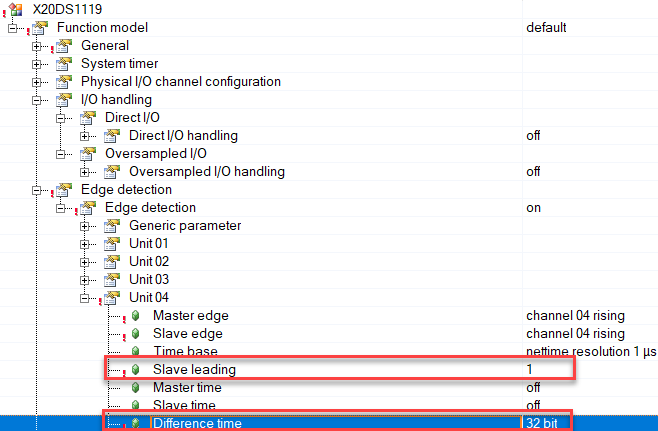 X20DS1119
Function model default
General
System timer
Physical I/O channel configuration
I/O handling
Direct I/O
Direct I/O handling off
Oversampled I/O
Oversampled I/O handling off
Edge detection
Edge detection on
Generic parameter
Unit 01
Unit 02
Unit 03
Unit 04
Master edge channel 04 rising
Slave edge channel 04 rising
Time base nettime resolution 1 µs
Slave leading 1
Master time off
Slave time off
Difference time 32 bit